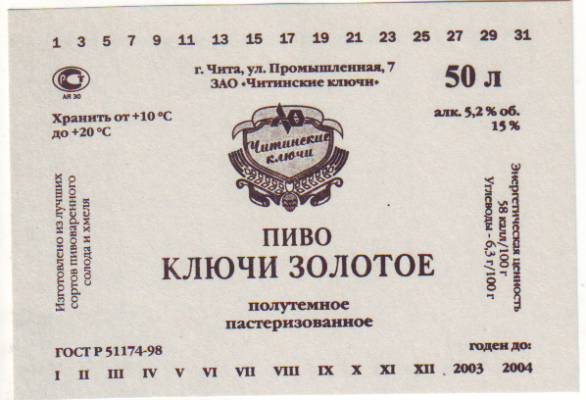 1 3 5 7 9 11 13 15 17 19 21 23 25 27 29 31
г. Чита, ул. Промышленная, 7
ЗАО «Читинские ключи»
50 л
АЯ 30
Хранить от +10 °С
до +20 °С
алк. 5,2 % об.
15 %
Читинские
ключи
Изготовлено из лучших
сортов пивоваренного
солода и хмеля
Энергетическая ценность
58 калл/100 г
Углеводы - 6,3 г/100 г
ПИВО
КЛЮЧИ ЗОЛОТОЕ
полутемное
пастеризованное
ГОСТ Р 51174-98
годен до:
I II III IV V VI VII VIII IX X XI XII 2003 2004